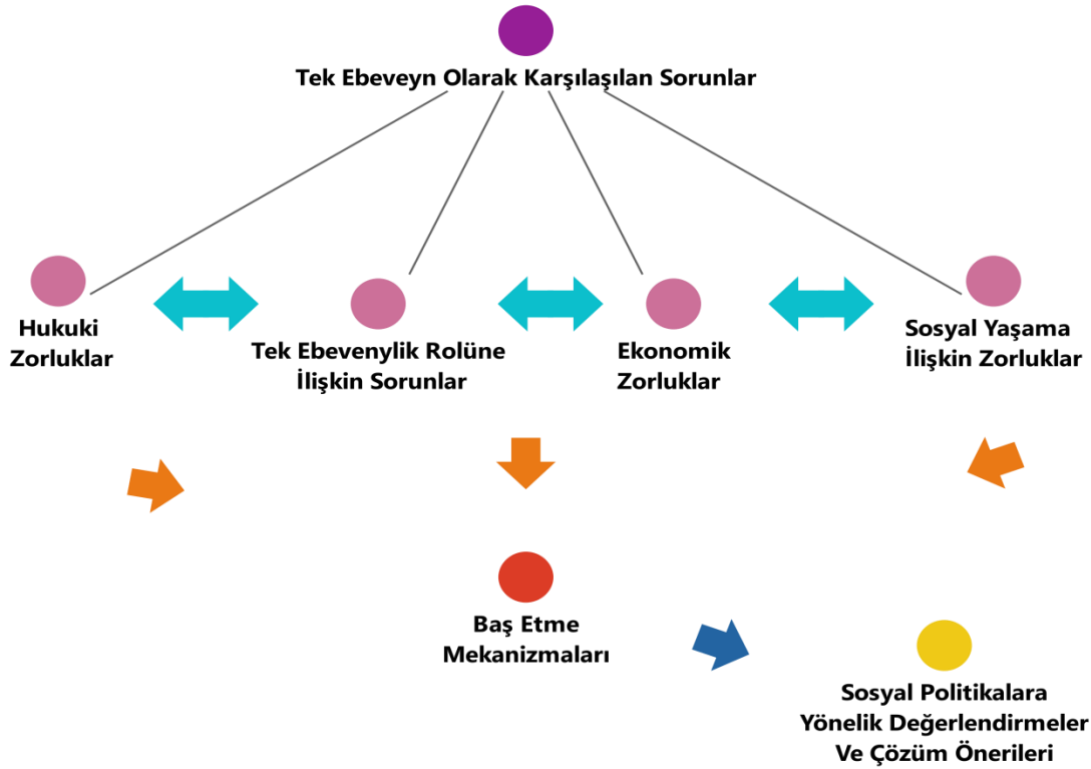 Tek Ebeveyn Olarak Karşılaşılan Sorunlar
Hukuki
Zorluklar
Tek Ebevenylik Rolüne
İlişkin Sorunlar
Ekonomik
Zorluklar
Sosyal Yaşama
İlişkin Zorluklar
Baş Etme
Mekanizmaları
Sosyal Politikalara
Yönelik Değerlendirmeler
Ve Çözüm Önerileri